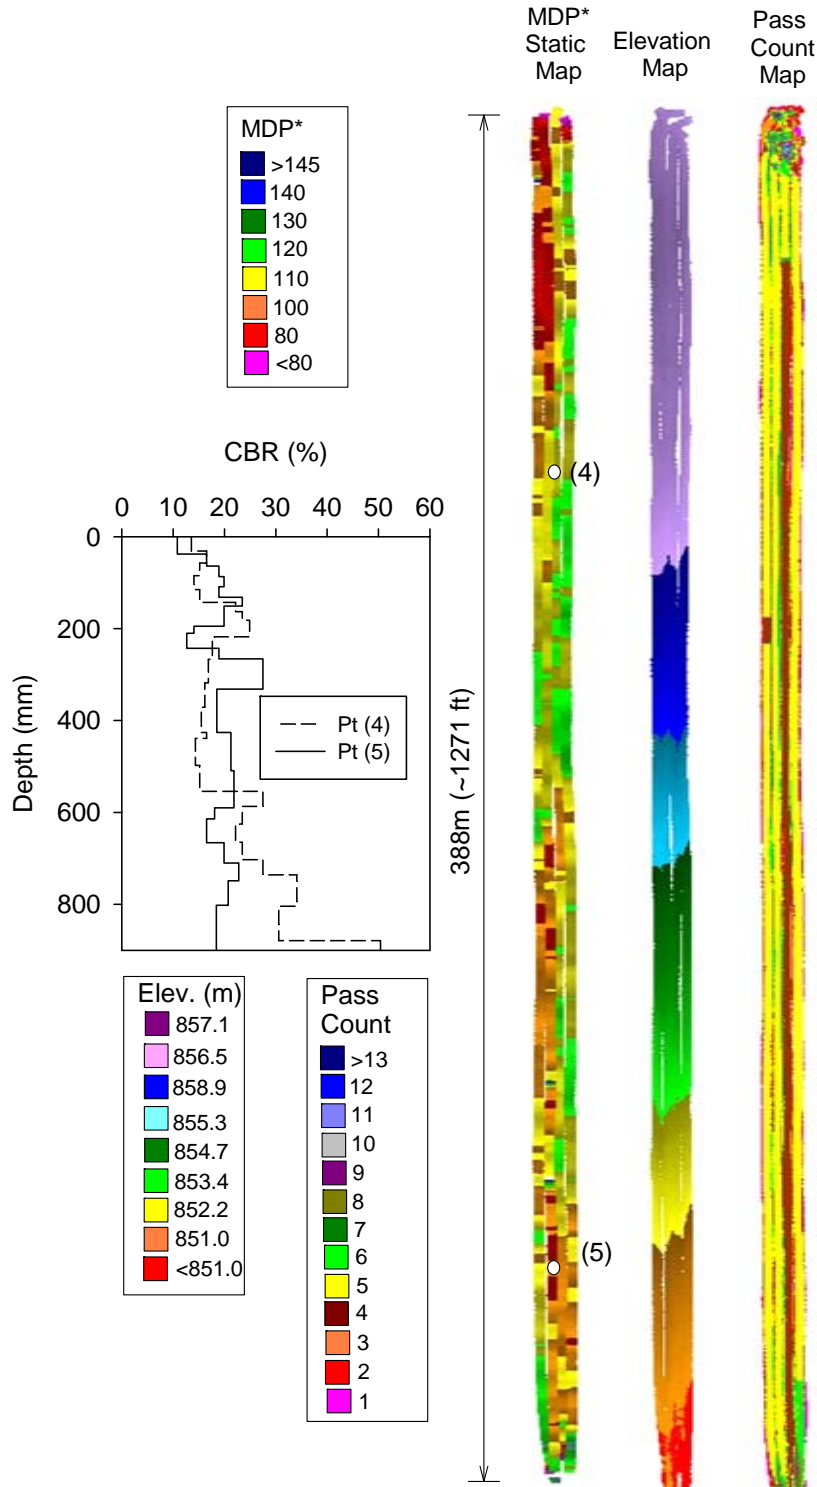 MDP*
Static
Map
Elevation
Map
Pass
Count
Map
MDP*
>145
140
130
120
110
100
80
<80
CBR (%)
0 10 20 30 40 50 60
0
200
400
600
800
Depth (mm)
Pt (4)
Pt (5)
388m (~1271 ft)
(4)
(5)
Elev. (m)
857.1
856.5
858.9
855.3
854.7
853.4
852.2
851.0
<851.0
Pass
Count
>13
12
11
10
9
8
7
6
5
4
3
2
1